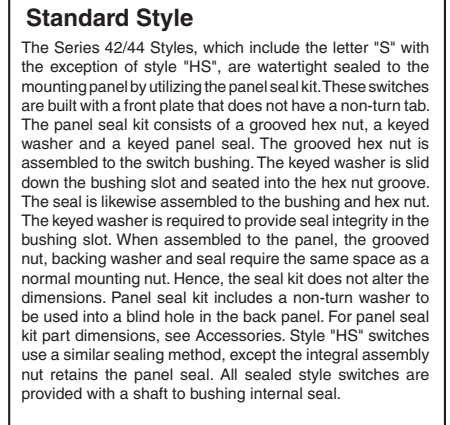 Standard Style
The Series 42/44 Styles, which include the letter "S" with
the exception of style "HS", are watertight sealed to the
mounting panel by utilizing the panel seal kit. These switches
are built with a front plate that does not have a non-turn tab.
The panel seal kit consists of a grooved hex nut, a keyed
washer and a keyed panel seal. The grooved hex nut is
assembled to the switch bushing. The keyed washer is slid
down the bushing slot and seated into the hex nut groove.
The seal is likewise assembled to the bushing and hex nut.
The keyed washer is required to provide seal integrity in the
bushing slot. When assembled to the panel, the grooved
nut, backing washer and seal require the same space as a
normal mounting nut. Hence, the seal kit does not alter the
dimensions. Panel seal kit includes a non-turn washer to
be used into a blind hole in the back panel. For panel seal
kit part dimensions, see Accessories. Style "HS" switches
use a similar sealing method, except the integral assembly
nut retains the panel seal. All sealed style switches are
provided with a shaft to bushing internal seal.